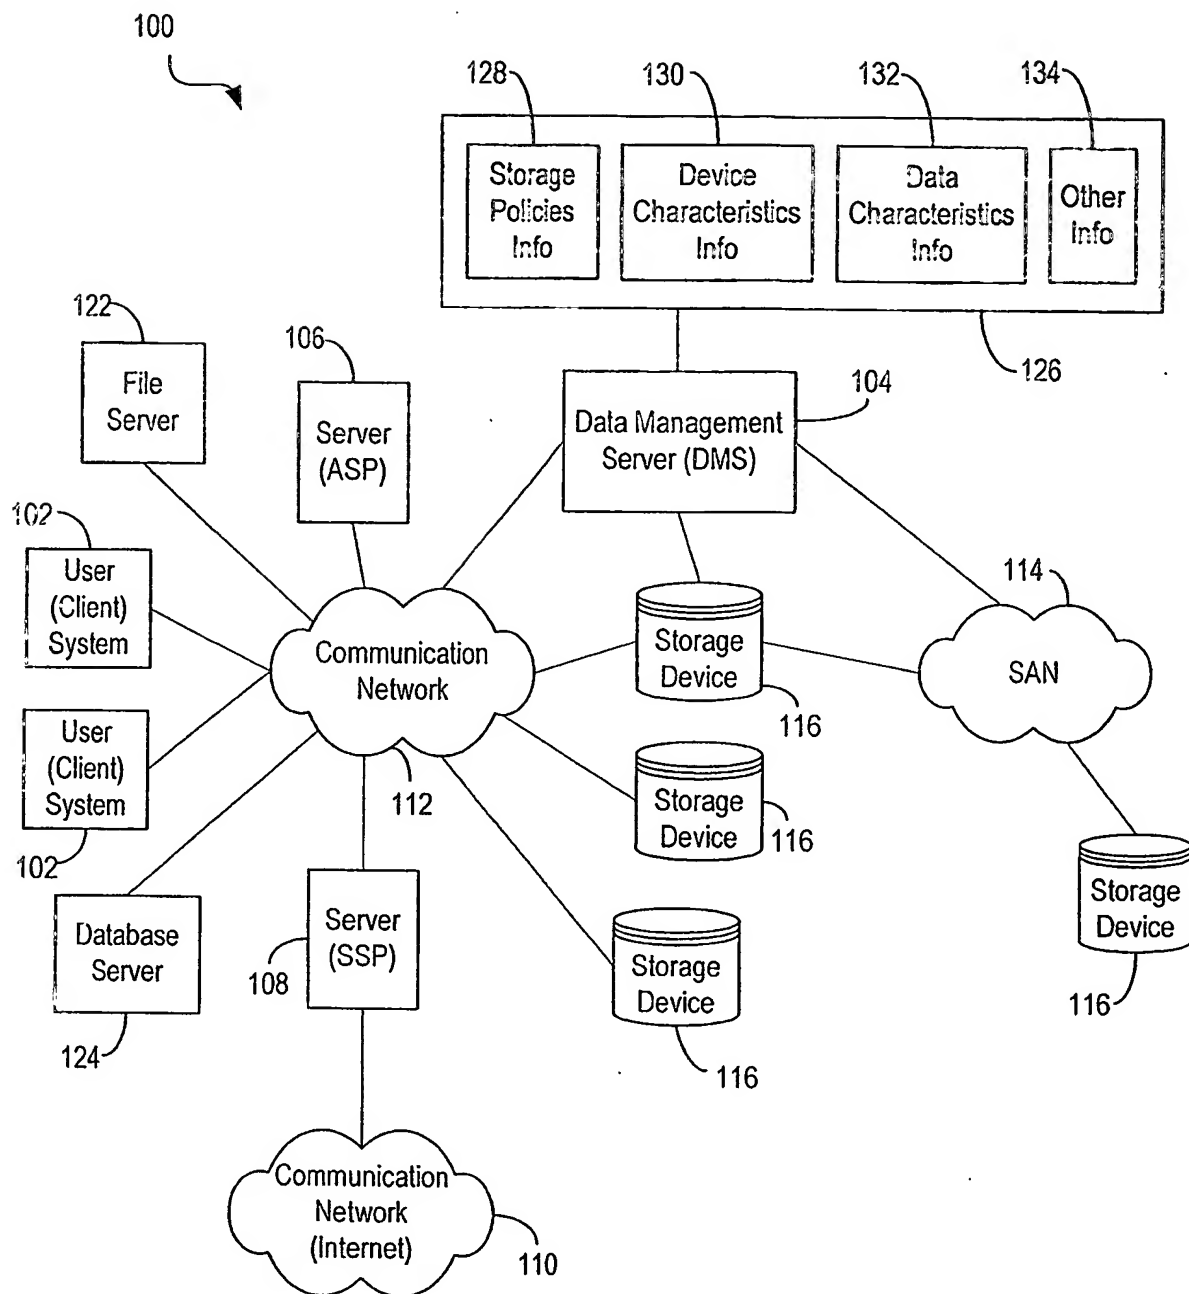 100
128
130
132
134
Storage
Policies
Info
Device
Characteristics
Info
Data
Characteristics
Info
Other
Info
126
122
File
Server
106
Server
(ASP)
104
Data Management
Server (DMS)
102
User
(Client)
System
Communication
Network
112
Storage
Device
116
114
SAN
User
(Client)
System
102
Storage
Device
116
Database
Server
124
Server
(SSP)
108
Storage
Device
116
Storage
Device
116
Communication
Network
(Internet)
110